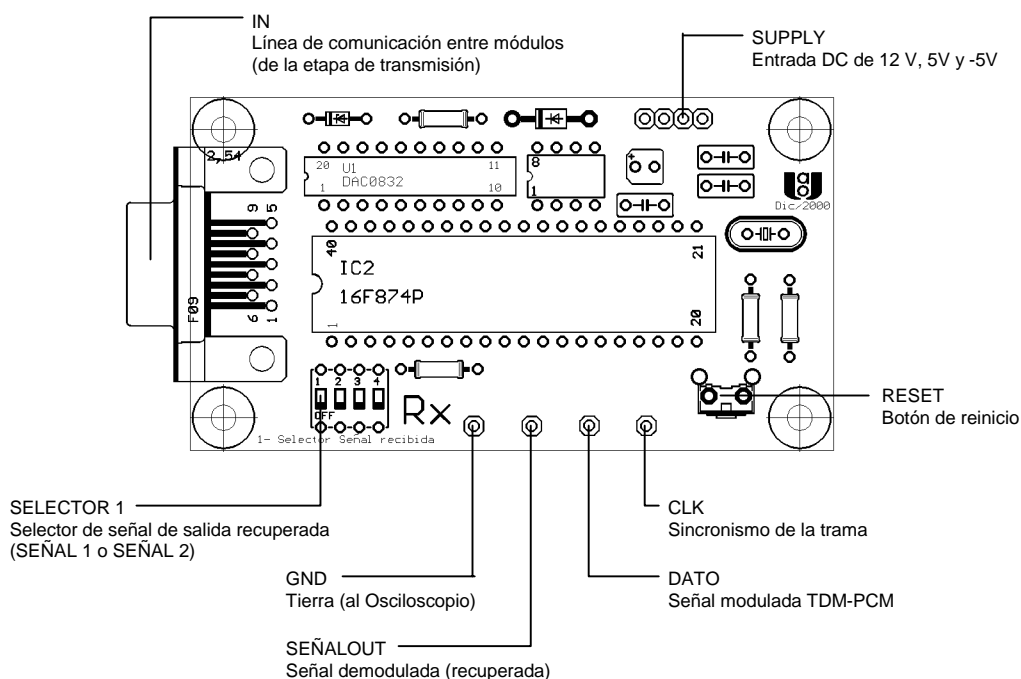 IN
Línea de comunicación entre módulos
(de la etapa de transmisión)
SUPPLY
Entrada DC de 12 V, 5V y -5V
2,54
20 11
U1
DAC0832
1 10
8
1
+
Dic/2000
9 5
6 1
F09
40 21
IC2
16F874P
1 20
1 2 3 4
OFF
Rx
1- Selector Señal recibida
RESET
Botón de reinicio
SELECTOR 1
Selector de señal de salida recuperada
(SEÑAL 1 o SEÑAL 2)
CLK
Sincronismo de la trama
GND
Tierra (al Osciloscopio)
DATO
Señal modulada TDM-PCM
SEÑALOUT
Señal demodulada (recuperada)